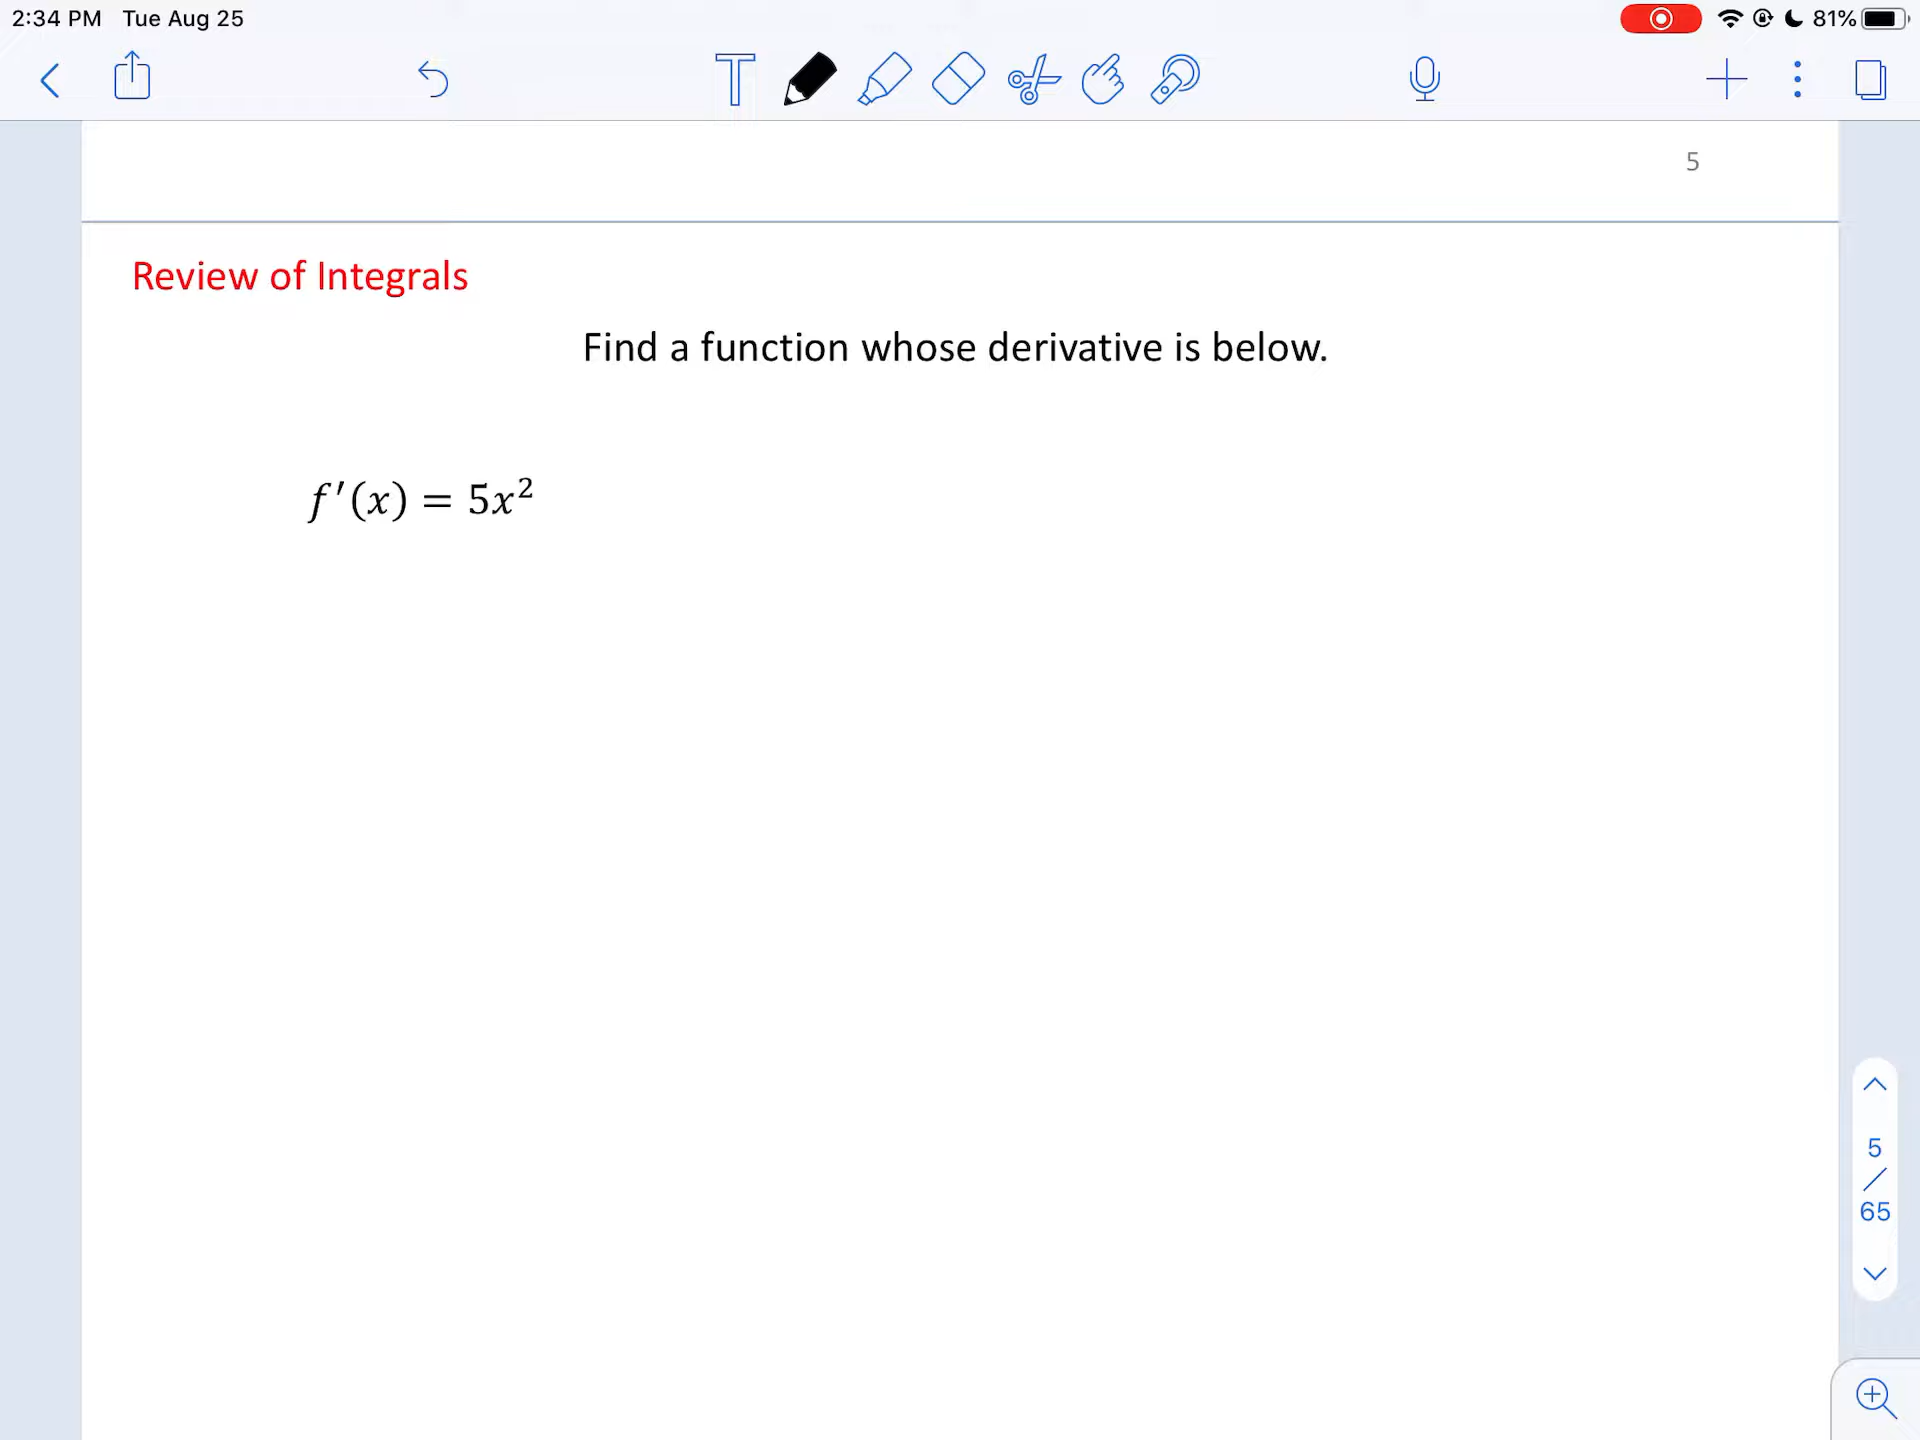 2:34 PM Tue Aug 25
81%
5
Review of Integrals
Find a function whose derivative is below.
f′(x) = 5x²
5
/
65